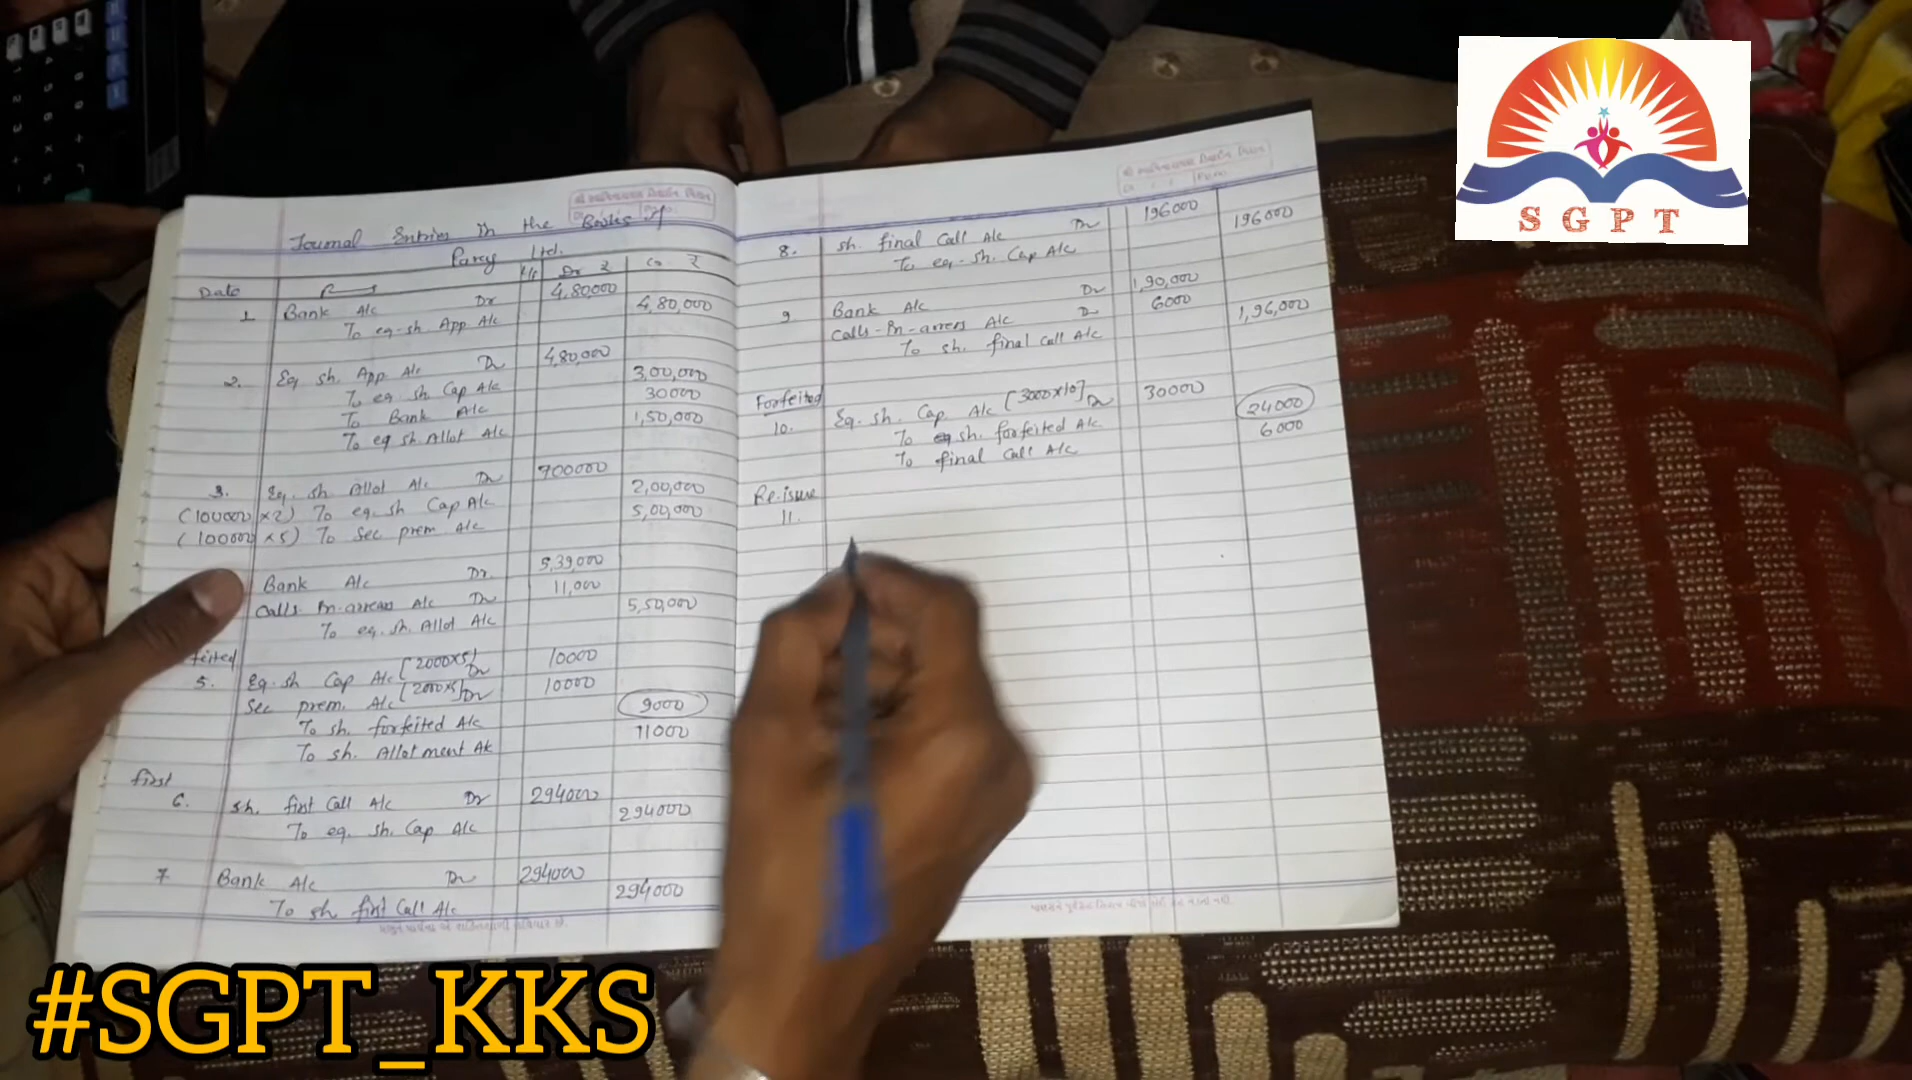 Journal Entries in the Books of
Parcy Ltd.
Date L/f Dr ₹ Cr ₹
1 Bank A/c Dr 4,80,000
To eq-sh App A/c 4,80,000
2. Eq sh. App A/c Dr 4,80,000
To eq. sh Cap A/c 3,00,000
To Bank A/c 30000
To eq sh. Allot A/c 1,50,000
3. Eq. sh Allot A/c Dr 700000
(100000 x2) To eq. sh Cap A/c 2,00,000
(100000 x5) To Sec prem A/c 5,00,000
Bank A/c Dr. 5,39,000
Calls-In-arrears A/c Dr 11,000
To eq. sh. Allot A/c 5,50,000
5. Eq. sh Cap A/c [2000x5] Dr 10000
Sec prem. A/c [2000x5] Dr 10000
To sh. forfeited A/c 9000
To sh. Allotment A/c 11000
first
6. Sh. first Call A/c Dr 294000
To eq. sh. Cap A/c 294000
7 Bank A/c Dr 294000
To sh first Call A/c 294000
8. Sh. final Call A/c Dr 196000
To eq-sh. Cap A/c 196000
9 Bank A/c Dr 1,90,000
Calls-In-arrers A/c Dr 6000
To sh. final Call A/c 1,96,000
Forfeited
10. Eq. sh. Cap A/c [3000x10] Dr 30000
To sh. forfeited A/c 24000
To final Call A/c 6000
Re-issue
11.
SGPT
#SGPT_KKS